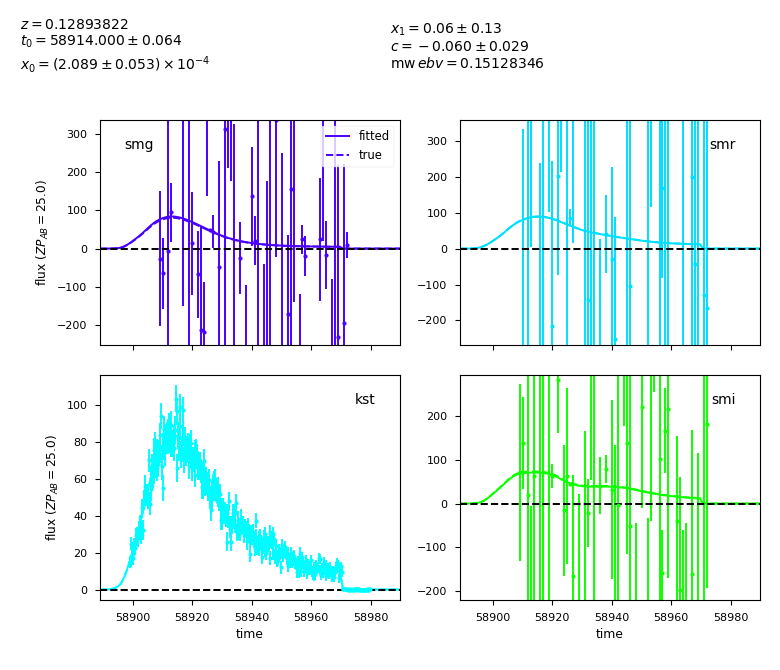 z = 0.12893822
t₀ = 58914.000 ± 0.064
x₀ = (2.089 ± 0.053) × 10⁻⁴
x₁ = 0.06 ± 0.13
c = −0.060 ± 0.029
mwebv = 0.15128346
smg
fitted
true
flux (ZP_AB = 25.0)
300
200
100
0
−100
−200
smr
300
200
100
0
−100
−200
kst
flux (ZP_AB = 25.0)
100
80
60
40
20
0
58900 58920 58940 58960 58980
time
smi
200
100
0
−100
−200
58900 58920 58940 58960 58980
time